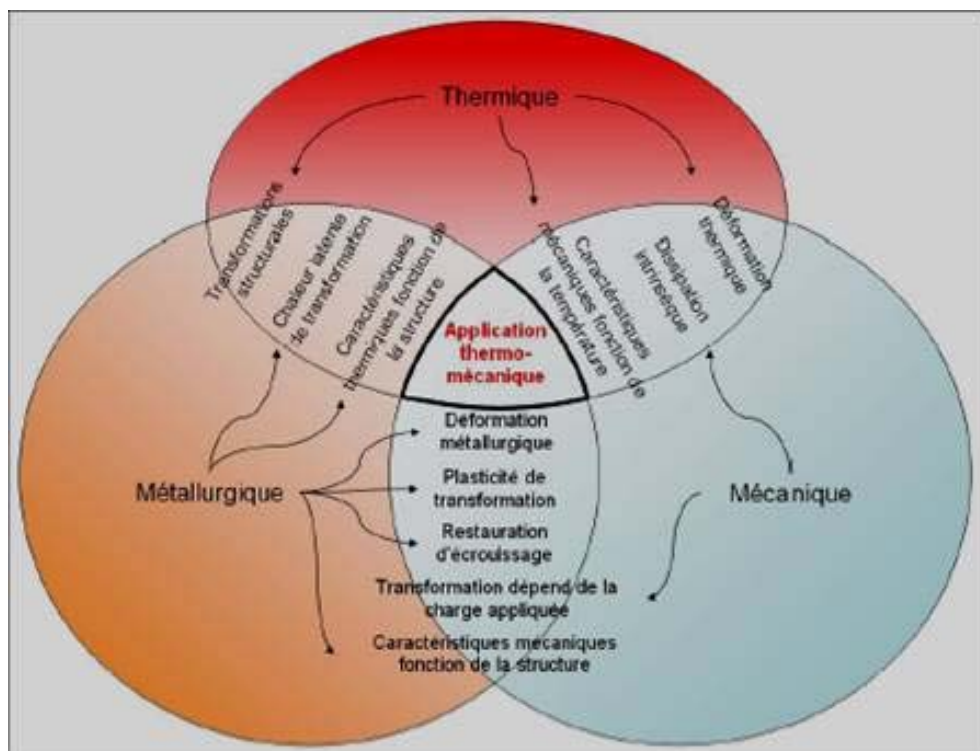 Thermique
Transformations
structurales
Chaleur latente
de transformation
Caractéristiques
thermiques fonction de
la structure
Caractéristiques
mécaniques fonction de
la température
Dissipation
intrinsèque
Déformation
thermique
Application
thermo-
mécanique
Métallurgique
Mécanique
Déformation
métallurgique
Plasticité de
transformation
Restauration
d'écrouissage
Transformation dépend de la
charge appliquée
Caractéristiques mécaniques
fonction de la structure